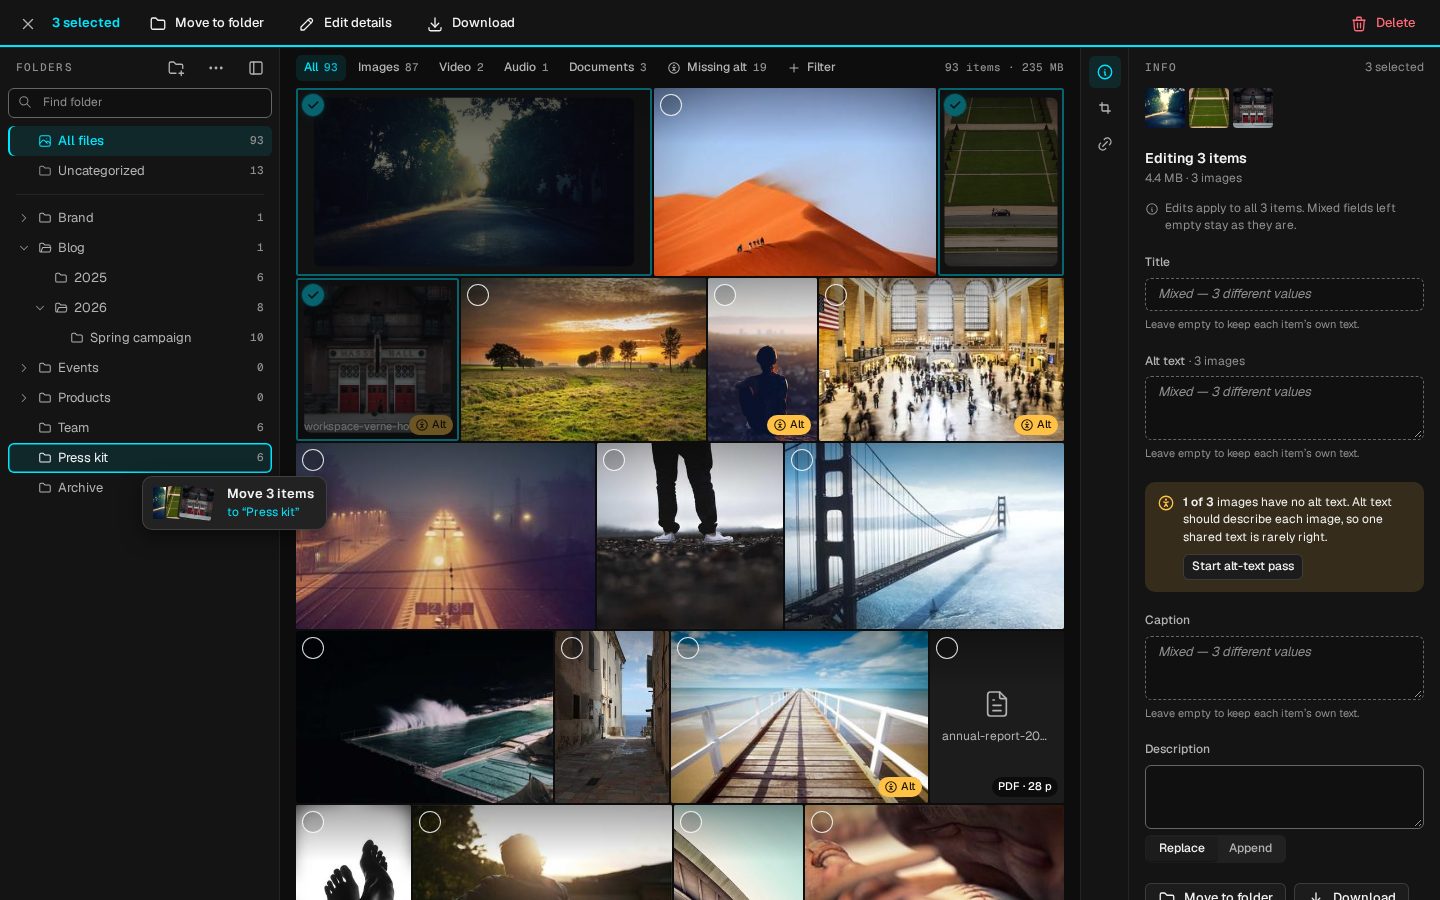 3 selected
Move to folder
Edit details
Download
Delete
FOLDERS
Find folder
All files 93
Uncategorized 13
Brand 1
Blog 1
2025 6
2026 8
Spring campaign 10
Events 0
Products 0
Team 6
Press kit 6
Archive
Move 3 items
to “Press kit”
All 93
Images 87
Video 2
Audio 1
Documents 3
Missing alt 19
Filter
93 items · 235 MB
workspace-verne-ho
Alt
Alt
Alt
Alt
annual-report-20…
PDF · 28 p
INFO
3 selected
Editing 3 items
4.4 MB · 3 images
Edits apply to all 3 items. Mixed fields left
empty stay as they are.
Title
Mixed — 3 different values
Leave empty to keep each item’s own text.
Alt text · 3 images
Mixed — 3 different values
Leave empty to keep each item’s own text.
1 of 3 images have no alt text. Alt text
should describe each image, so one
shared text is rarely right.
Start alt-text pass
Caption
Mixed — 3 different values
Leave empty to keep each item’s own text.
Description
Replace
Append
Move to folder
Download